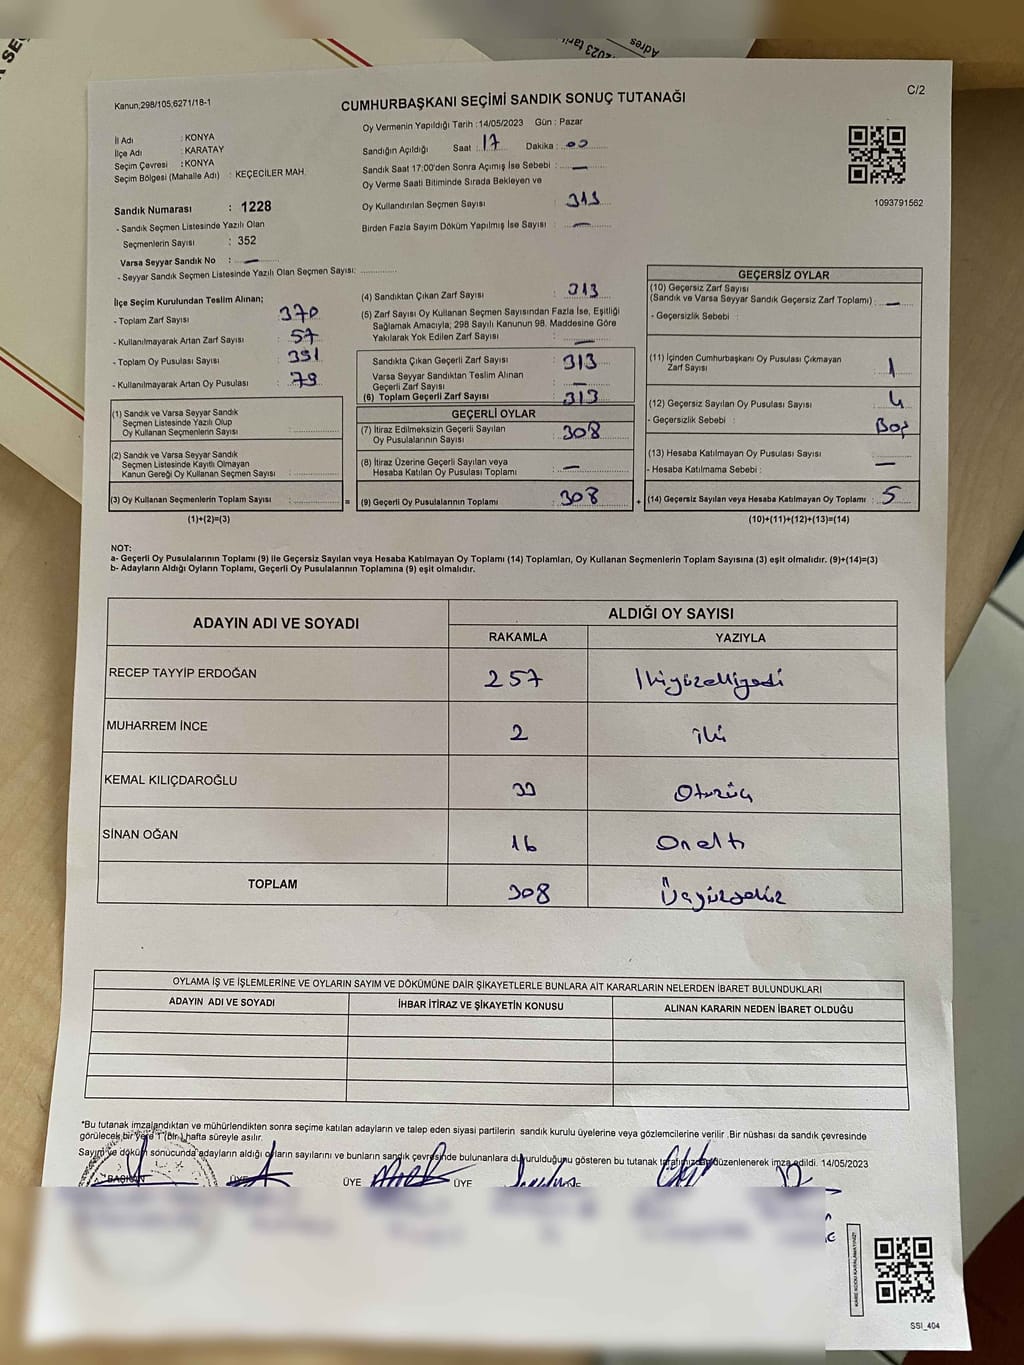 Kanun,298/105,6271/18-1
CUMHURBAŞKANI SEÇİMİ SANDIK SONUÇ TUTANAĞI
C/2
Adres
İl Adı : KONYA
İlçe Adı : KARATAY
Seçim Çevresi : KONYA
Seçim Bölgesi (Mahalle Adı) : KEÇECİLER MAH.
Sandık Numarası : 1228
- Sandık Seçmen Listesinde Yazılı Olan
Seçmenlerin Sayısı : 352
Varsa Seyyar Sandık No : —
- Seyyar Sandık Seçmen Listesinde Yazılı Olan Seçmen Sayısı: ............
Oy Vermenin Yapıldığı Tarih :14/05/2023 Gün : Pazar
Sandığın Açıldığı Saat : 17 Dakika : 00
Sandık Saat 17:00'den Sonra Açımış İse Sebebi : —
Oy Verme Saati Bitiminde Sırada Bekleyen ve
Oy Kullandırılan Seçmen Sayısı : 313
Birden Fazla Sayım Döküm Yapılmış İse Sayısı : —
1093791562
İlçe Seçim Kurulundan Teslim Alınan;
- Toplam Zarf Sayısı : 370
- Kullanılmayarak Artan Zarf Sayısı : 57
- Toplam Oy Pusulası Sayısı : 391
- Kullanılmayarak Artan Oy Pusulası : 79
(1) Sandık ve Varsa Seyyar Sandık
Seçmen Listesinde Yazılı Olup
Oy Kullanan Seçmenlerin Sayısı : ............
(2) Sandık ve Varsa Seyyar Sandık
Seçmen Listesinde Kayıtlı Olmayan
Kanun Gereği Oy Kullanan Seçmen Sayısı : ............
(3) Oy Kullanan Seçmenlerin Toplam Sayısı : ............ =
(1)+(2)=(3)
(4) Sandıktan Çıkan Zarf Sayısı : 313
(5) Zarf Sayısı Oy Kullanan Seçmen Sayısından Fazla İse, Eşitliği
Sağlamak Amacıyla; 298 Sayılı Kanunun 98. Maddesine Göre
Yakılarak Yok Edilen Zarf Sayısı : —
Sandıkta Çıkan Geçerli Zarf Sayısı : 313
Varsa Seyyar Sandıktan Teslim Alınan
Geçerli Zarf Sayısı : —
(6) Toplam Geçerli Zarf Sayısı : 313
GEÇERLİ OYLAR
(7) İtiraz Edilmeksizin Geçerli Sayılan
Oy Pusulalarının Sayısı : 308
(8) İtiraz Üzerine Geçerli Sayılan veya
Hesaba Katılan Oy Pusulası Toplamı : —
(9) Geçerli Oy Pusulalarının Toplamı : 308 +
GEÇERSİZ OYLAR
(10) Geçersiz Zarf Sayısı
(Sandık ve Varsa Seyyar Sandık Geçersiz Zarf Toplamı) : —
- Geçersizlik Sebebi :
(11) İçinden Cumhurbaşkanı Oy Pusulası Çıkmayan
Zarf Sayısı : 1
(12) Geçersiz Sayılan Oy Pusulası Sayısı : 4
- Geçersizlik Sebebi : Boş
(13) Hesaba Katılmayan Oy Pusulası Sayısı : —
- Hesaba Katılmama Sebebi :
(14) Geçersiz Sayılan veya Hesaba Katılmayan Oy Toplamı : 5
(10)+(11)+(12)+(13)=(14)
NOT:
a- Geçerli Oy Pusulalarının Toplamı (9) ile Geçersiz Sayılan veya Hesaba Katılmayan Oy Toplamı (14) Toplamları, Oy Kullanan Seçmenlerin Toplam Sayısına (3) eşit olmalıdır. (9)+(14)=(3)
b- Adayların Aldığı Oyların Toplamı, Geçerli Oy Pusulalarının Toplamına (9) eşit olmalıdır.
ADAYIN ADI VE SOYADI ALDIĞI OY SAYISI
RAKAMLA YAZIYLA
RECEP TAYYİP ERDOĞAN 257 İkiyüzelliyedi
MUHARREM İNCE 2 iki
KEMAL KILIÇDAROĞLU 33 Otuzüç
SİNAN OĞAN 16 Onaltı
TOPLAM 308 Üçyüzsekiz
OYLAMA İŞ VE İŞLEMLERİNE VE OYLARIN SAYIM VE DÖKÜMÜNE DAİR ŞİKAYETLERLE BUNLARA AİT KARARLARIN NELERDEN İBARET BULUNDUKLARI
ADAYIN ADI VE SOYADI İHBAR İTİRAZ VE ŞİKAYETİN KONUSU ALINAN KARARIN NEDEN İBARET OLDUĞU
*Bu tutanak imzalandıktan ve mühürlendikten sonra seçime katılan adayların ve talep eden siyasi partilerin sandık kurulu üyelerine veya gözlemcilerine verilir .Bir nüshası da sandık çevresinde
görülecek bir yere 1 (bir) hafta süreyle asılır.
Sayım ve döküm sonucunda adayların aldığı oyların sayılarını ve bunların sandık çevresinde bulunanlara duyurulduğunu gösteren bu tutanak tarafımızdan düzenlenerek imza edildi. 14/05/2023
BAŞKAN ÜYE ÜYE ÜYE
SSI_404